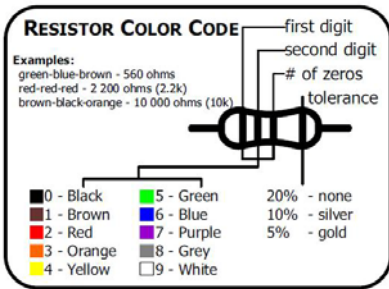 RESISTOR COLOR CODE
first digit
second digit
# of zeros
tolerance
Examples:
green-blue-brown - 560 ohms
red-red-red - 2 200 ohms (2.2k)
brown-black-orange - 10 000 ohms (10k)
0 - Black
1 - Brown
2 - Red
3 - Orange
4 - Yellow
5 - Green
6 - Blue
7 - Purple
8 - Grey
9 - White
20% - none
10% - silver
5% - gold